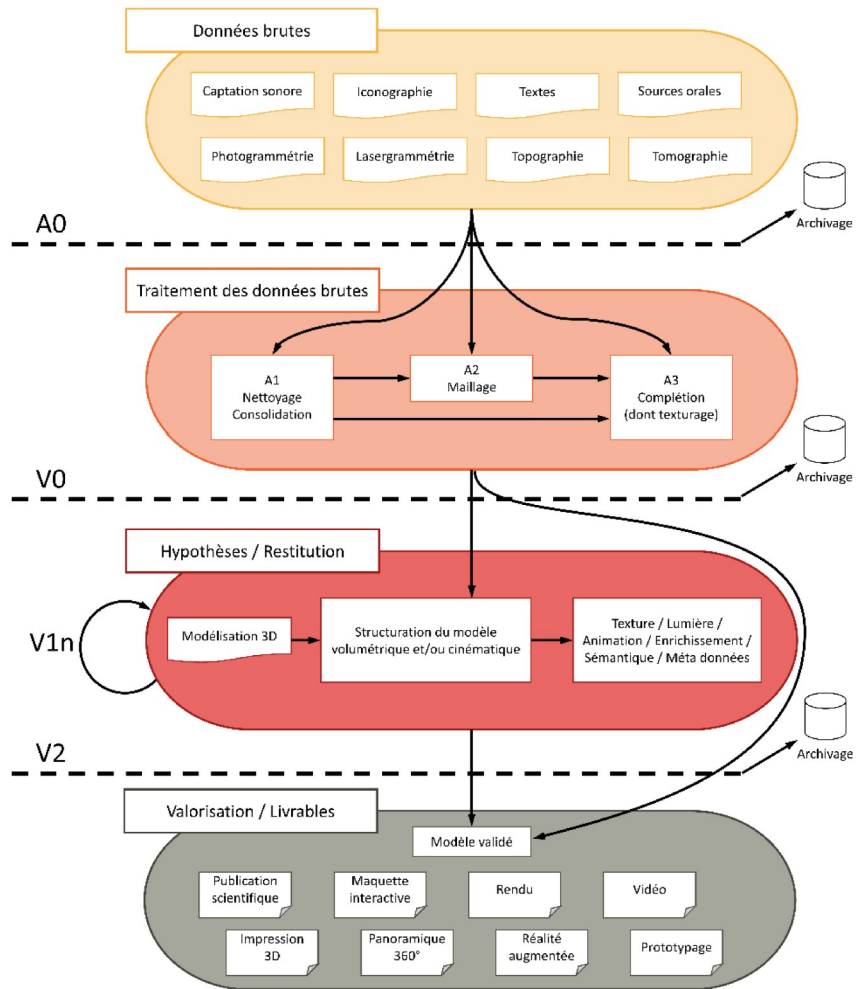 Données brutes
Captation sonore
Iconographie
Textes
Sources orales
Photogrammétrie
Lasergrammétrie
Topographie
Tomographie
Archivage
A0
Traitement des données brutes
A1
Nettoyage
Consolidation
A2
Maillage
A3
Complétion
(dont texturage)
Archivage
V0
Hypothèses / Restitution
V1n
Modélisation 3D
Structuration du modèle
volumétrique et/ou cinématique
Texture / Lumière /
Animation / Enrichissement /
Sémantique / Méta données
Archivage
V2
Valorisation / Livrables
Modèle validé
Publication
scientifique
Maquette
interactive
Rendu
Vidéo
Impression
3D
Panoramique
360°
Réalité
augmentée
Prototypage